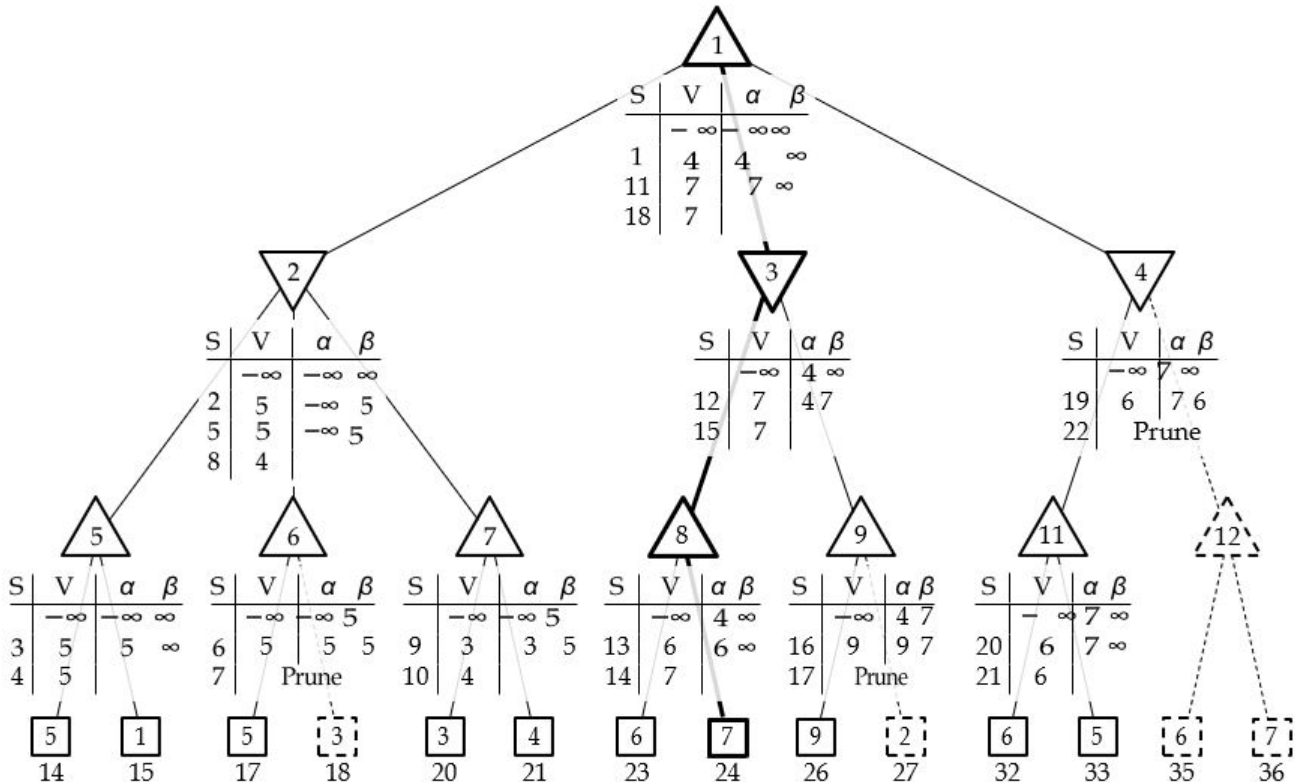 1
S V α β
− ∞ − ∞ ∞
1 4 4 ∞
11 7 7 ∞
18 7
2 3 4
S V α β
−∞ −∞ ∞
2 5 −∞ 5
5 5 −∞ 5
8 4
S V α β
−∞ 4 ∞
12 7 4 7
15 7
S V α β
−∞ 7 ∞
19 6 7 6
22 Prune
5 6 7 8 9 11 12
S V α β
−∞ −∞ ∞
3 5 5 ∞
4 5
S V α β
−∞ −∞ 5
6 5 5 5
7 Prune
S V α β
−∞ −∞ 5
9 3 3 5
10 4
S V α β
−∞ 4 ∞
13 6 6 ∞
14 7
S V α β
−∞ 4 7
16 9 9 7
17 Prune
S V α β
− ∞ 7 ∞
20 6 7 ∞
21 6
5 1 5 3 3 4 6 7 9 2 6 5 6 7
14 15 17 18 20 21 23 24 26 27 32 33 35 36